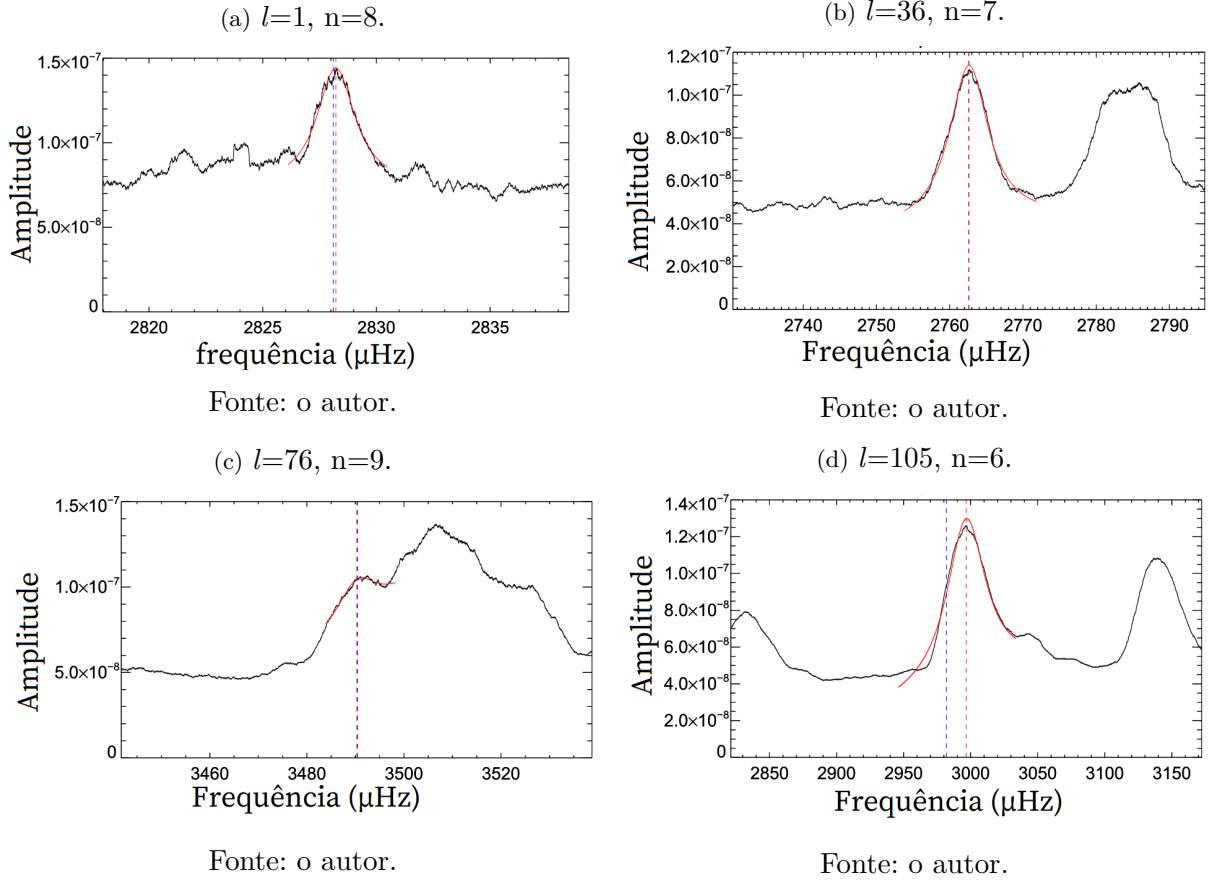 (a) l=1, n=8.
1.5×10⁻⁷
1.0×10⁻⁷
5.0×10⁻⁸
0
Amplitude
2820 2825 2830 2835
frequência (μHz)
Fonte: o autor.
(b) l=36, n=7.
1.2×10⁻⁷
1.0×10⁻⁷
8.0×10⁻⁸
6.0×10⁻⁸
4.0×10⁻⁸
2.0×10⁻⁸
0
Amplitude
2740 2750 2760 2770 2780 2790
Frequência (μHz)
Fonte: o autor.
(c) l=76, n=9.
1.5×10⁻⁷
1.0×10⁻⁷
5.0×10⁻⁸
0
Amplitude
3460 3480 3500 3520
Frequência (μHz)
Fonte: o autor.
(d) l=105, n=6.
1.4×10⁻⁷
1.2×10⁻⁷
1.0×10⁻⁷
8.0×10⁻⁸
6.0×10⁻⁸
4.0×10⁻⁸
2.0×10⁻⁸
0
Amplitude
2850 2900 2950 3000 3050 3100 3150
Frequência (μHz)
Fonte: o autor.